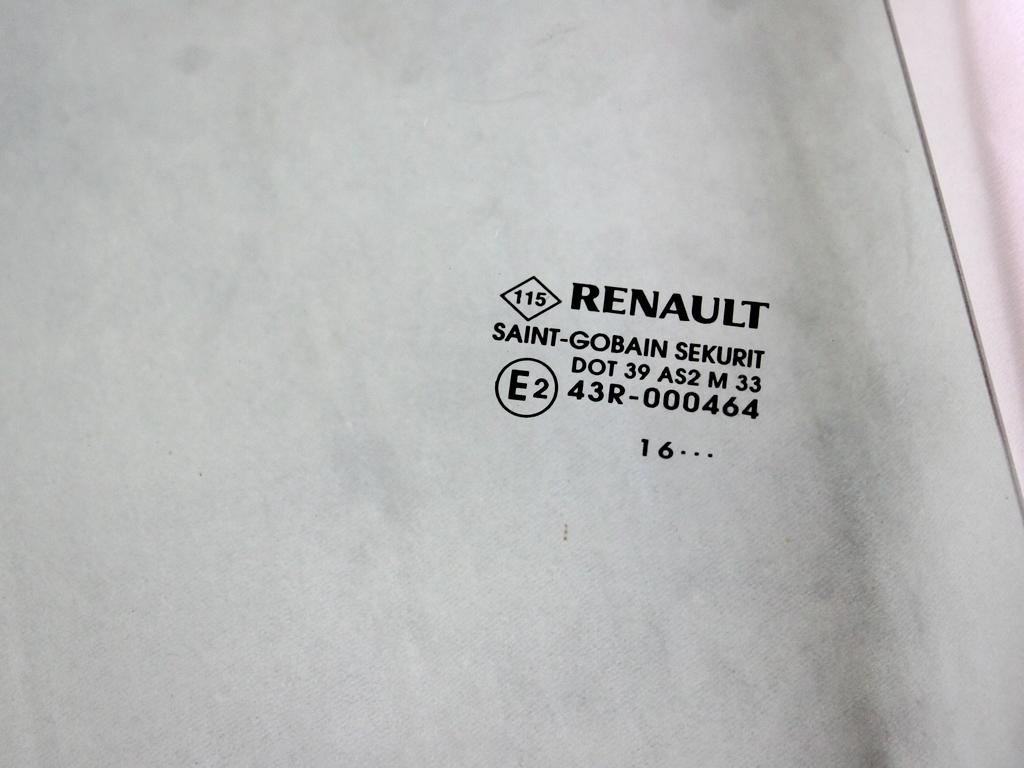 115 RENAULT
SAINT-GOBAIN SEKURIT
DOT 39 AS2 M 33
E2 43R-000464
16...